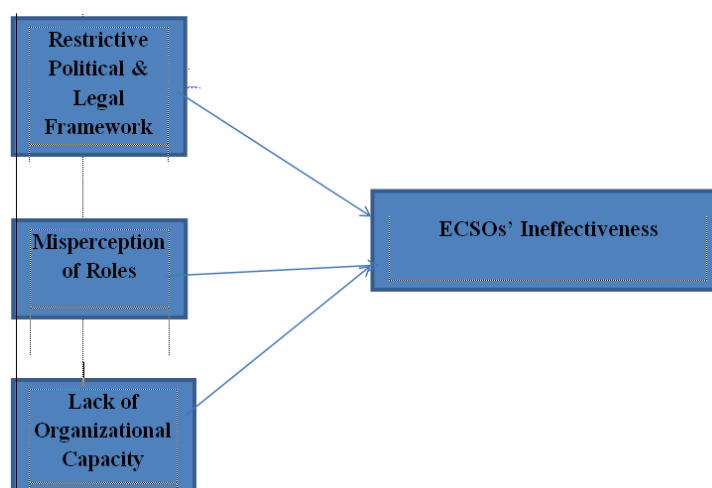 Restrictive
Political &
Legal
Framework
Misperception
of Roles
ECSOs’ Ineffectiveness
Lack of
Organizational
Capacity